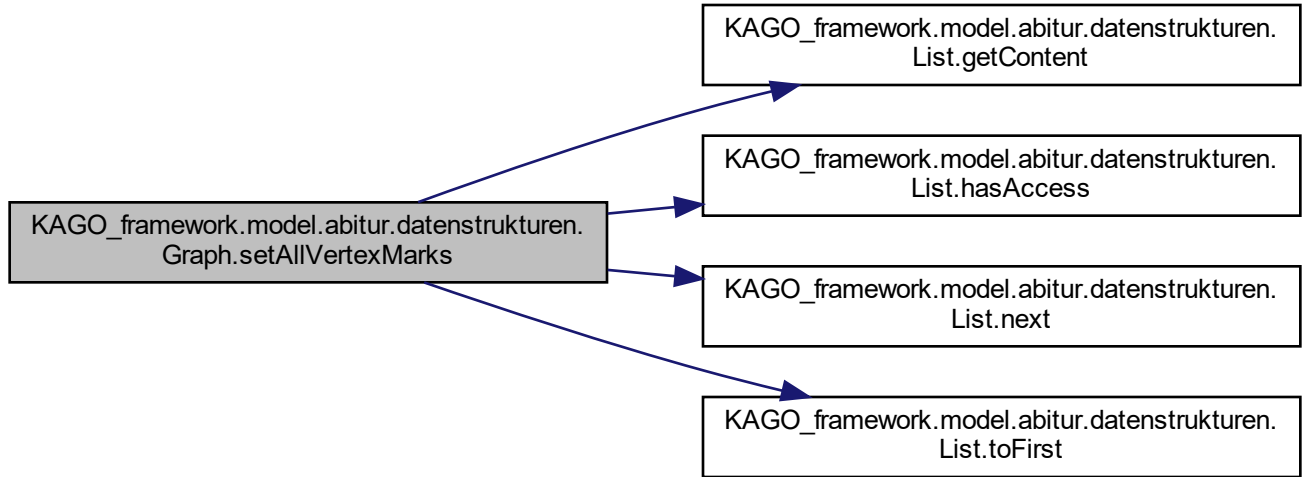 KAGO_framework.model.abitur.datenstrukturen.
Graph.setAllVertexMarks
KAGO_framework.model.abitur.datenstrukturen.
List.getContent
KAGO_framework.model.abitur.datenstrukturen.
List.hasAccess
KAGO_framework.model.abitur.datenstrukturen.
List.next
KAGO_framework.model.abitur.datenstrukturen.
List.toFirst